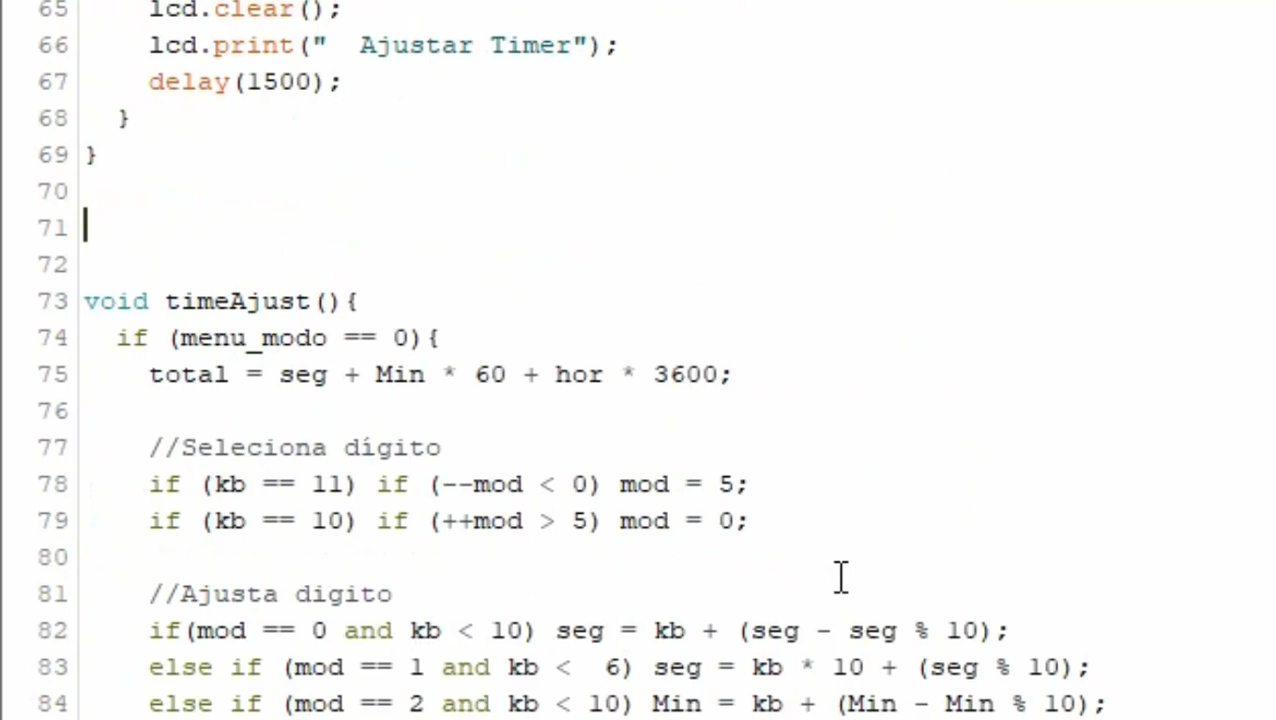 65 lcd.clear();
66 lcd.print("  Ajustar Timer");
67 delay(1500);
68 }
69 }
70
71
72
73 void timeAjust(){
74 if (menu_modo == 0){
75 total = seg + Min * 60 + hor * 3600;
76
77 //Seleciona dígito
78 if (kb == 11) if (--mod < 0) mod = 5;
79 if (kb == 10) if (++mod > 5) mod = 0;
80
81 //Ajusta digito
82 if(mod == 0 and kb < 10) seg = kb + (seg - seg % 10);
83 else if (mod == 1 and kb <  6) seg = kb * 10 + (seg % 10);
84 else if (mod == 2 and kb < 10) Min = kb + (Min - Min % 10);